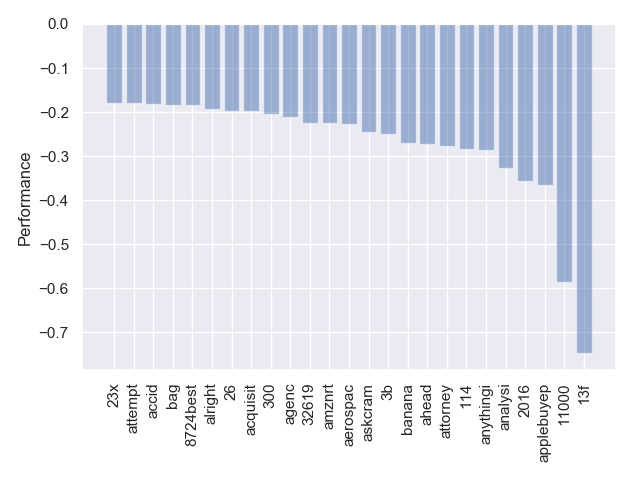 0.0
−0.1
−0.2
−0.3
−0.4
−0.5
−0.6
−0.7
Performance
23x
attempt
accid
bag
8724best
alright
26
acquisit
300
agenc
32619
amznrt
aerospac
askcram
3b
banana
ahead
attorney
114
anythingi
analysi
2016
applebuyep
11000
13f